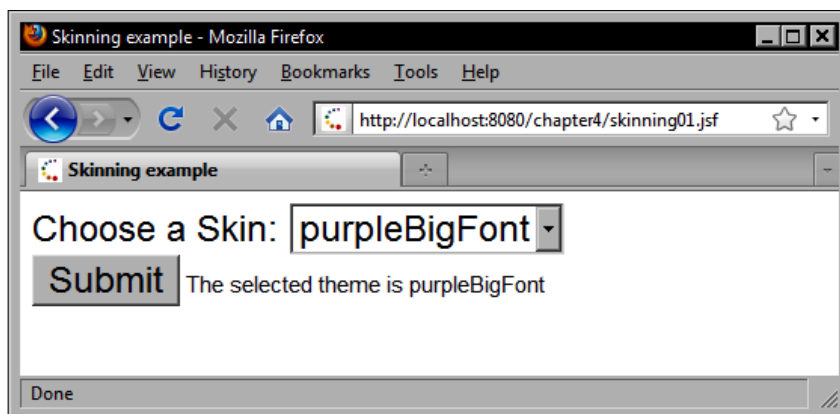 Skinning example - Mozilla Firefox
File Edit View History Bookmarks Tools Help
http://localhost:8080/chapter4/skinning01.jsf
Skinning example
Choose a Skin: purpleBigFont
Submit The selected theme is purpleBigFont
Done